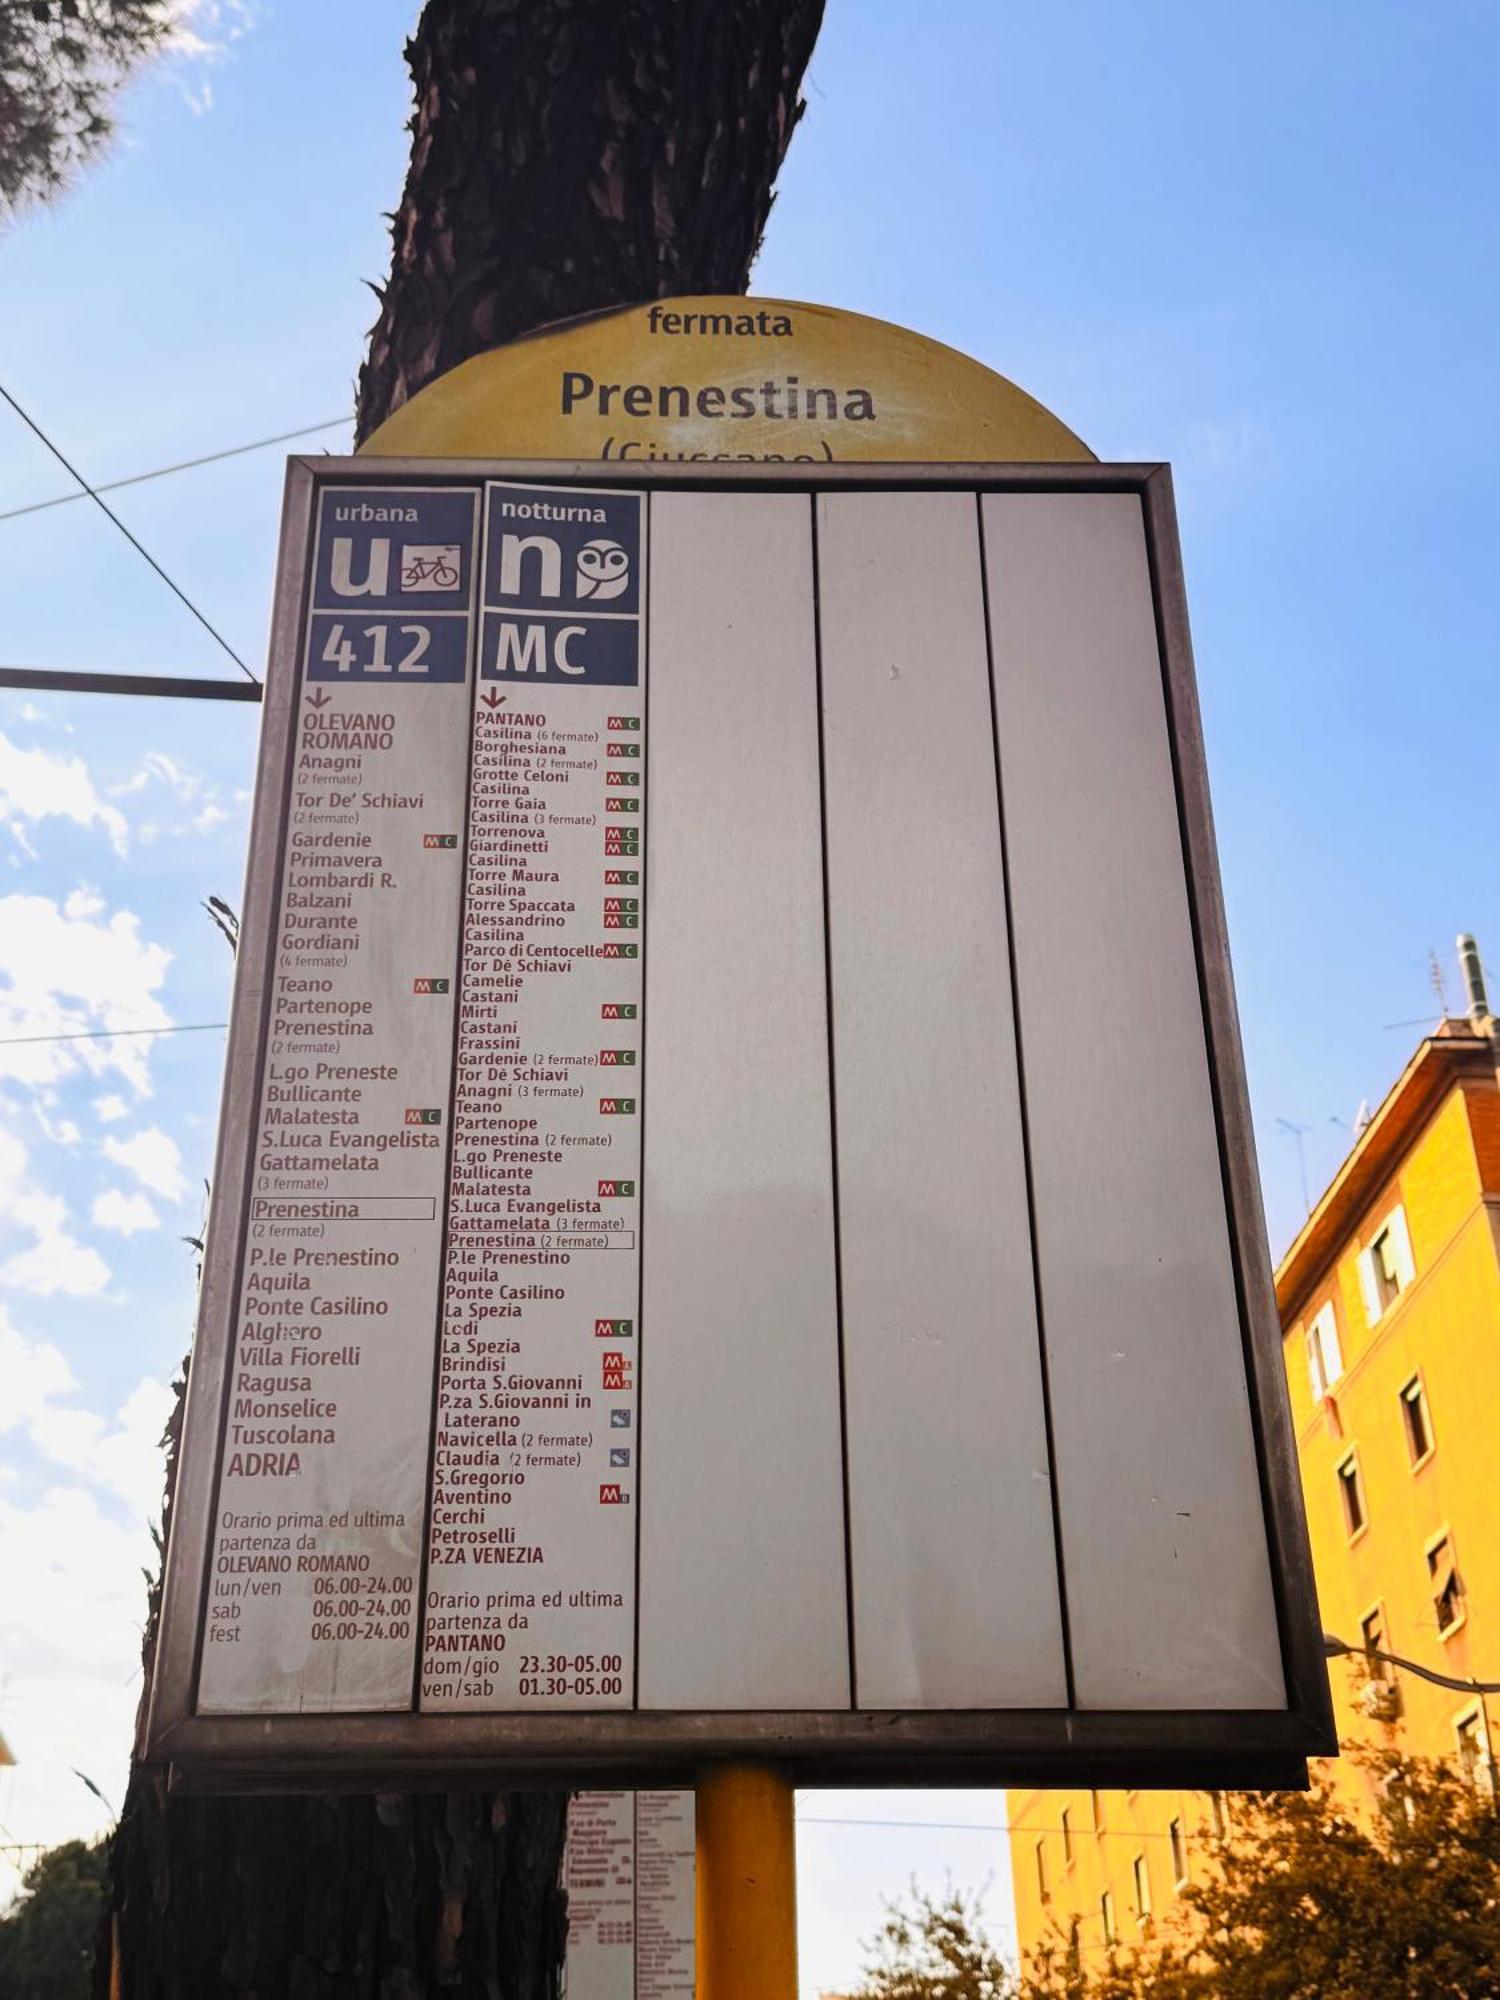 fermata
Prenestina
(Giussano)
urbana
u
412
OLEVANO
ROMANO
Anagni
(2 fermate)
Tor De' Schiavi
(2 fermate)
Gardenie M C
Primavera
Lombardi R.
Balzani
Durante
Gordiani
(4 fermate)
Teano M C
Partenope
Prenestina
(2 fermate)
L.go Preneste
Bullicante
Malatesta M C
S.Luca Evangelista
Gattamelata
(3 fermate)
Prenestina
(2 fermate)
P.le Prenestino
Aquila
Ponte Casilino
Alghero
Villa Fiorelli
Ragusa
Monselice
Tuscolana
ADRIA
Orario prima ed ultima
partenza da
OLEVANO ROMANO
lun/ven 06.00-24.00
sab 06.00-24.00
fest 06.00-24.00
notturna
n
MC
PANTANO M C
Casilina (6 fermate)
Borghesiana M C
Casilina (2 fermate)
Grotte Celoni M C
Casilina
Torre Gaia M C
Casilina (3 fermate)
Torrenova M C
Giardinetti M C
Casilina
Torre Maura M C
Casilina
Torre Spaccata M C
Alessandrino M C
Casilina
Parco di Centocelle M C
Tor Dè Schiavi
Camelie
Castani
Mirti M C
Castani
Frassini
Gardenie (2 fermate) M C
Tor Dè Schiavi
Anagni (3 fermate)
Teano M C
Partenope
Prenestina (2 fermate)
L.go Preneste
Bullicante
Malatesta M C
S.Luca Evangelista
Gattamelata (3 fermate)
Prenestina (2 fermate)
P.le Prenestino
Aquila
Ponte Casilino
La Spezia
Lodi M C
La Spezia
Brindisi M A
Porta S.Giovanni M A
P.za S.Giovanni in
Laterano
Navicella (2 fermate)
Claudia (2 fermate)
S.Gregorio
Aventino M B
Cerchi
Petroselli
P.ZA VENEZIA
Orario prima ed ultima
partenza da
PANTANO
dom/gio 23.30-05.00
ven/sab 01.30-05.00